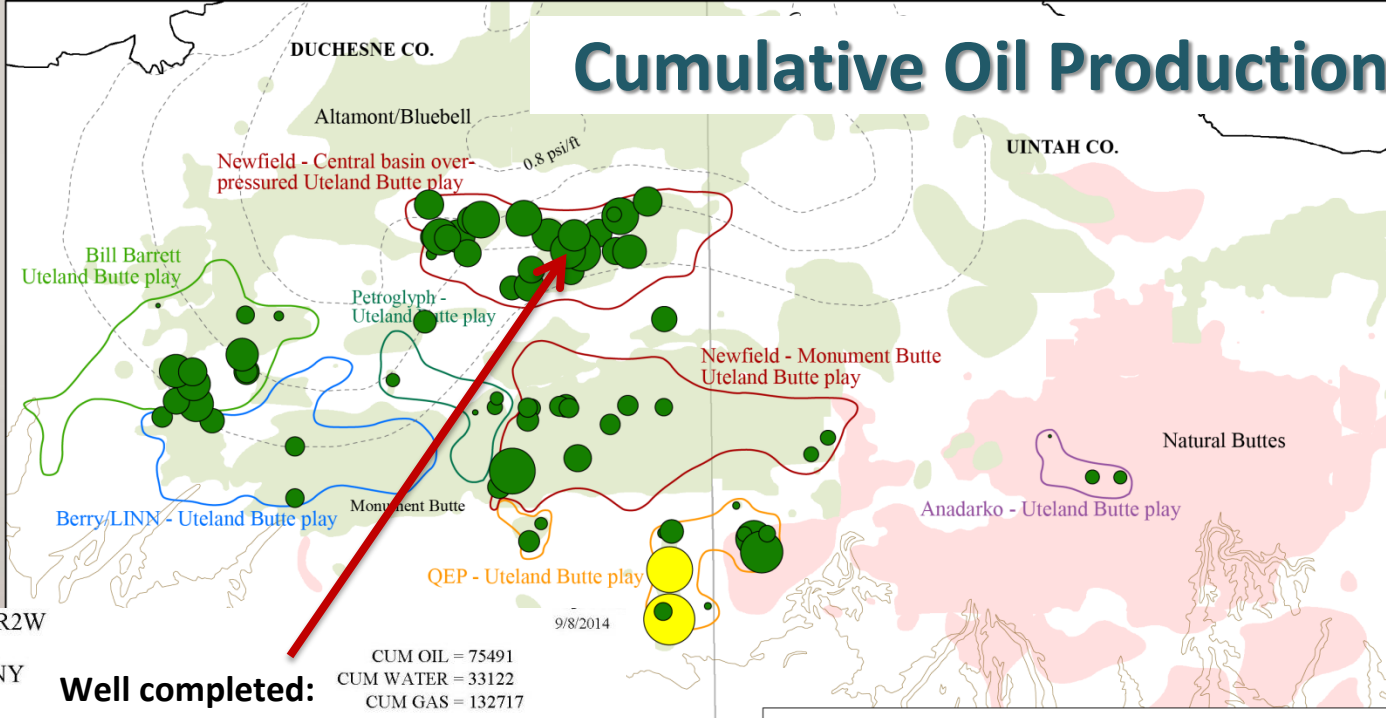 Cumulative Oil Production
DUCHESNE CO.
Altamont/Bluebell
UINTAH CO.
0.8 psi/ft
Newfield - Central basin over-
pressured Uteland Butte play
Bill Barrett
Uteland Butte play
Petroglyph -
Uteland Butte play
Newfield - Monument Butte
Uteland Butte play
Natural Buttes
Monument Butte
Anadarko - Uteland Butte play
Berry/LINN - Uteland Butte play
QEP - Uteland Butte play
R2W
9/8/2014
NY
CUM OIL = 75491
CUM WATER = 33122
CUM GAS = 132717
Well completed: